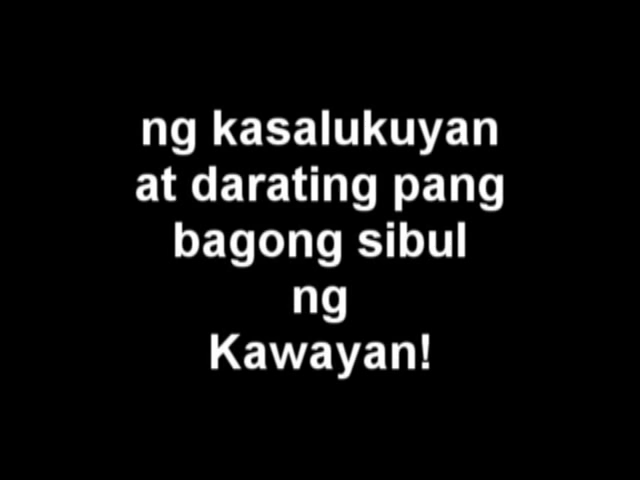 ng kasalukuyan
at darating pang
bagong sibul
ng
Kawayan!